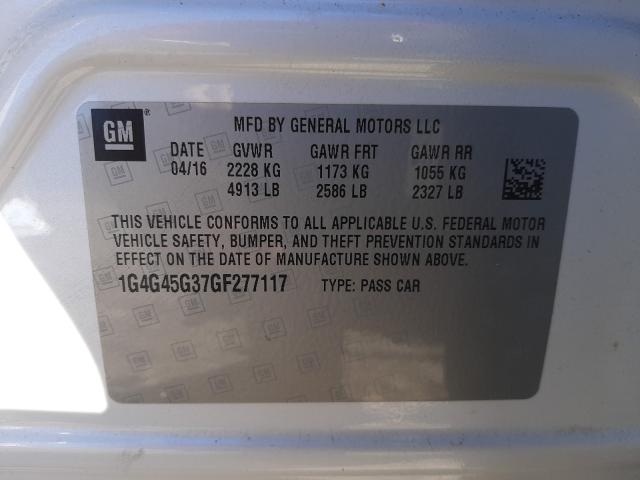 GM®
MFD BY GENERAL MOTORS LLC
DATE GVWR GAWR FRT GAWR RR
04/16 2228 KG 1173 KG 1055 KG
4913 LB 2586 LB 2327 LB
THIS VEHICLE CONFORMS TO ALL APPLICABLE U.S. FEDERAL MOTOR
VEHICLE SAFETY, BUMPER, AND THEFT PREVENTION STANDARDS IN
EFFECT ON THE DATE OF MANUFACTURE SHOWN ABOVE.
1G4G45G37GF277117 TYPE: PASS CAR